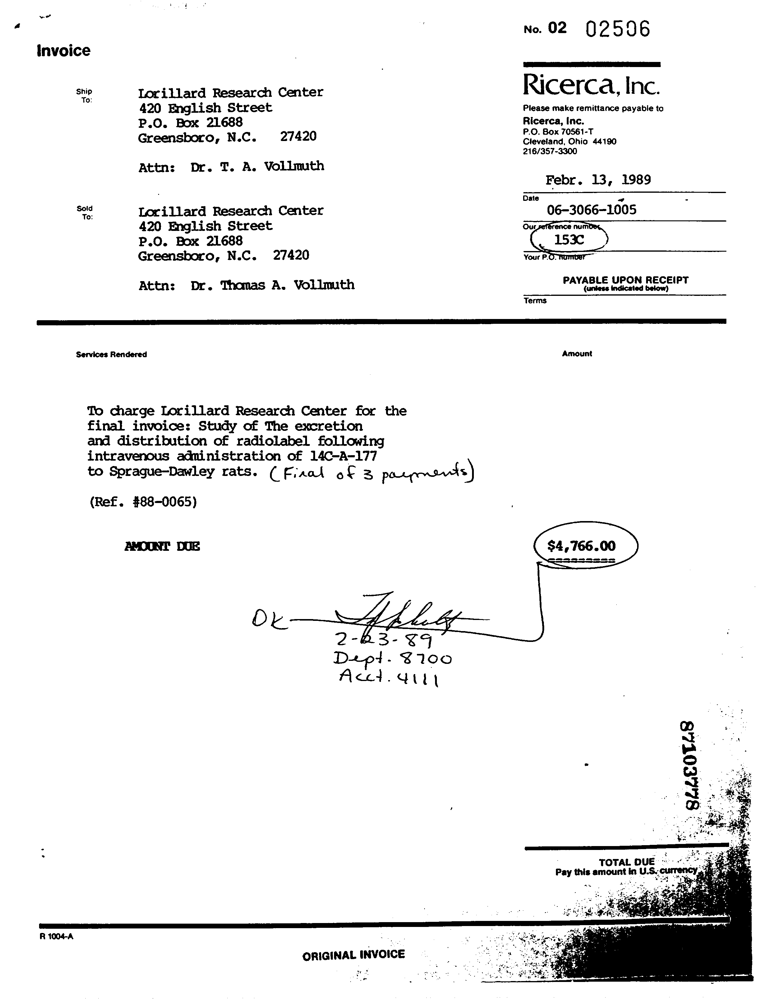 No. 02 02506
Invoice
Ricerca, Inc.
Please make remittance payable to
Ricerca, Inc.
P.O. Box 70561-T
Cleveland, Ohio 44190
216/357-3300
Ship
To:
Lorillard Research Center
420 English Street
P.O. Box 21688
Greensboro, N.C. 27420
Attn: Dr. T. A. Vollmuth
Febr. 13, 1989
Date
06-3066-1005
Our reference number
153C
Your P.O. number
PAYABLE UPON RECEIPT
(unless indicated below)
Terms
Sold
To:
Lorillard Research Center
420 English Street
P.O. Box 21688
Greensboro, N.C. 27420
Attn: Dr. Thomas A. Vollmuth
Services Rendered Amount
To charge Lorillard Research Center for the
final invoice: Study of The excretion
and distribution of radiolabel following
intravenous administration of 14C-A-177
to Sprague-Dawley rats. (Final of 3 payments)
(Ref. #88-0065)
AMOUNT DUE $4,766.00
=========
OK
2-23-89
Dept. 8700
Acct. 4111
87103778
TOTAL DUE
Pay this amount in U.S. currency
R 1004-A
ORIGINAL INVOICE